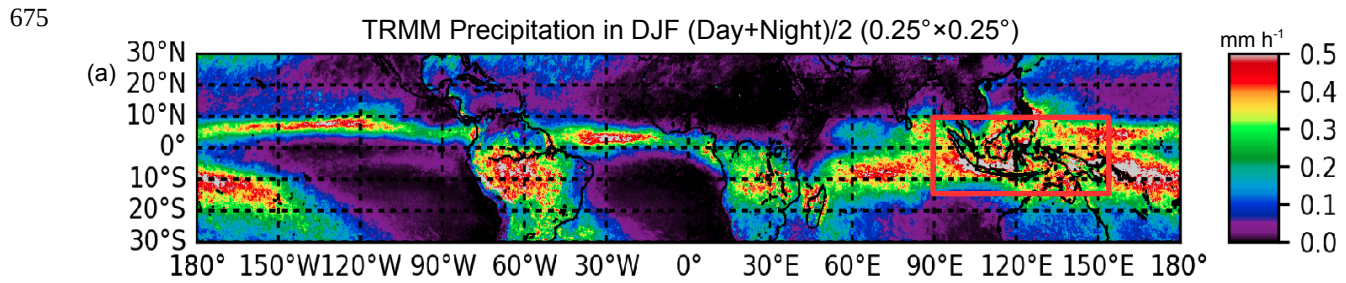 675
TRMM Precipitation in DJF (Day+Night)/2 (0.25°×0.25°)
mm h⁻¹
(a)
30°N
20°N
10°N
0°
10°S
20°S
30°S
180° 150°W 120°W 90°W 60°W 30°W 0° 30°E 60°E 90°E 120°E 150°E 180°
0.5
0.4
0.3
0.2
0.1
0.0